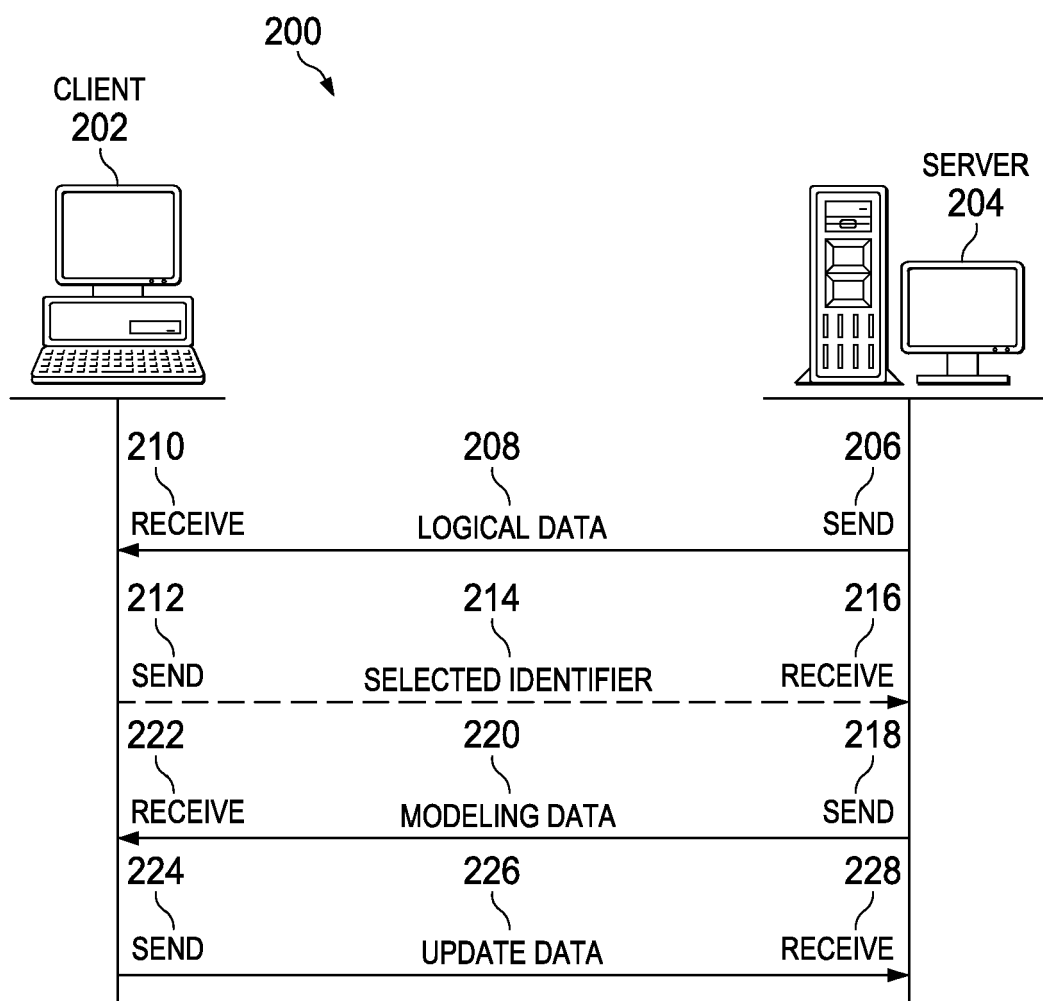 200
CLIENT
202
SERVER
204
210 208 206
RECEIVE LOGICAL DATA SEND
212 214 216
SEND SELECTED IDENTIFIER RECEIVE
222 220 218
RECEIVE MODELING DATA SEND
224 226 228
SEND UPDATE DATA RECEIVE